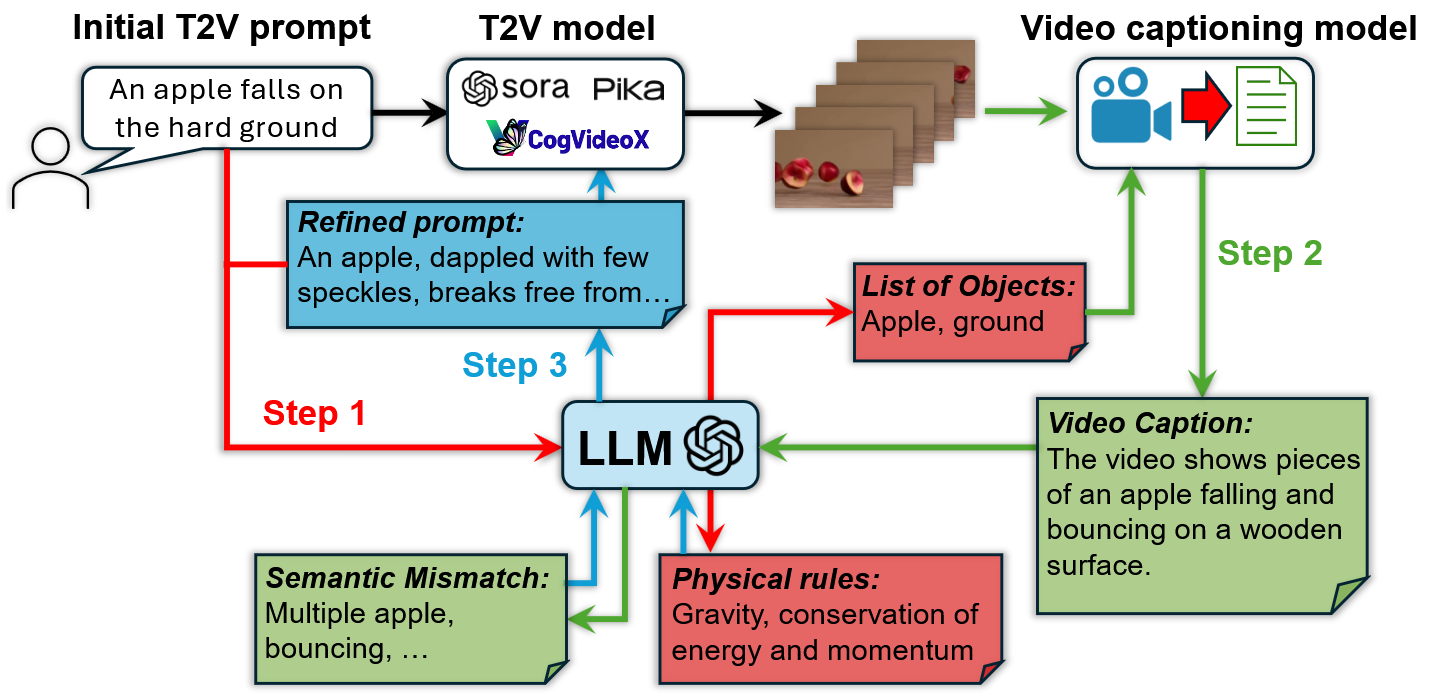 Initial T2V prompt
T2V model
Video captioning model
An apple falls on
the hard ground
sora
Pika
CogVideoX
Refined prompt:
An apple, dappled with few
speckles, breaks free from...
Step 2
List of Objects:
Apple, ground
Step 3
Step 1
LLM
Video Caption:
The video shows pieces
of an apple falling and
bouncing on a wooden
surface.
Semantic Mismatch:
Multiple apple,
bouncing, ...
Physical rules:
Gravity, conservation of
energy and momentum